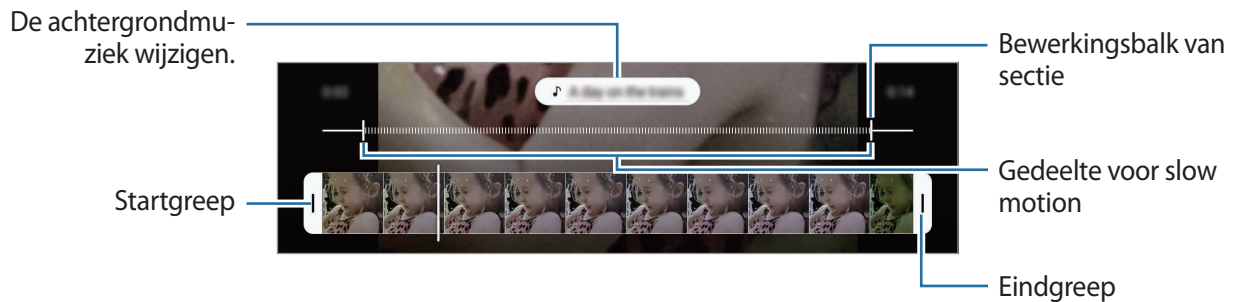 De achtergrondmu-
ziek wijzigen.
Bewerkingsbalk van
sectie
Startgreep
Gedeelte voor slow
motion
Eindgreep